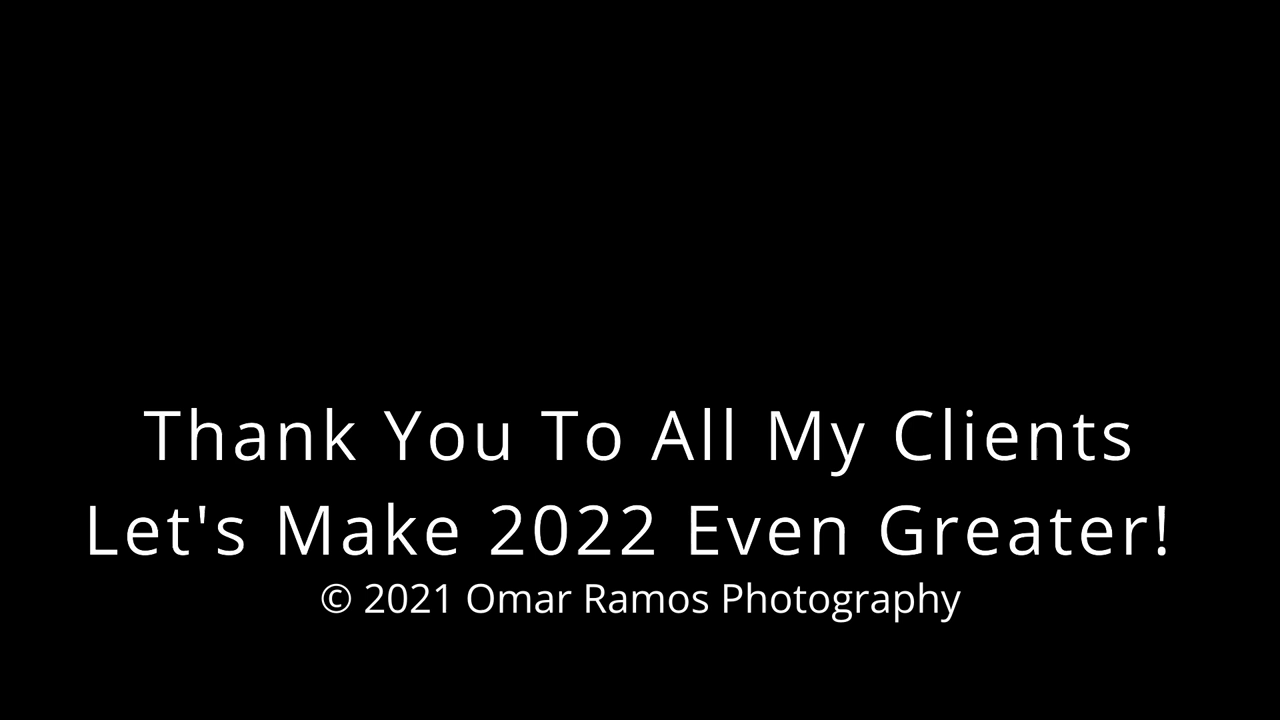 Thank You To All My Clients
Let's Make 2022 Even Greater!
© 2021 Omar Ramos Photography